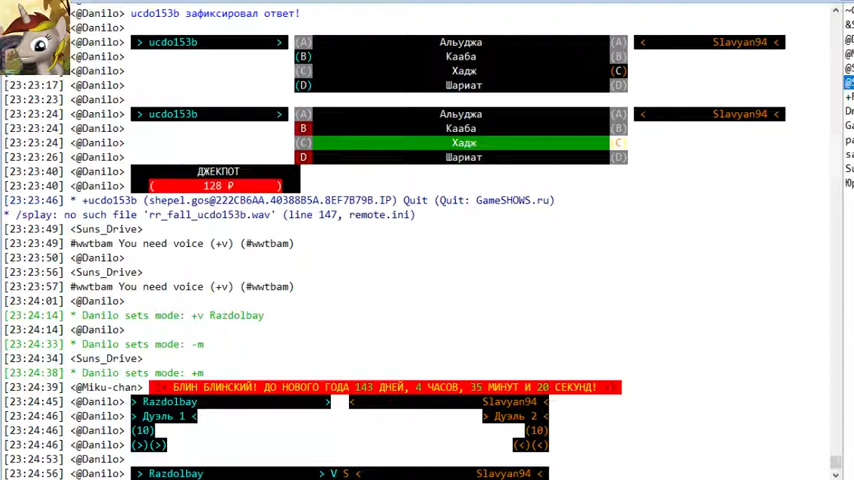 <@Danilo> ucdo153b зафиксировал ответ!
<@Danilo>
<@Danilo> > ucdo153b > (A) Альуджа (A) < Slavyan94 <
<@Danilo> (B) Кааба (B)
<@Danilo> (C) Хадж (C)
<@Danilo> (D) Шариат (D)
[23:23:17] <@Danilo>
[23:23:23] <@Danilo>
[23:23:24] <@Danilo> > ucdo153b > (A) Альуджа (A) < Slavyan94 <
[23:23:24] <@Danilo> B Кааба (B)
[23:23:24] <@Danilo> (C) Хадж C
[23:23:26] <@Danilo> D Шариат (D)
[23:23:40] <@Danilo> ДЖЕКПОТ
[23:23:40] <@Danilo> ( 128 ₽ )
[23:23:46] * +ucdo153b (shepel.gos@222CB6AA.40388B5A.8EF7B79B.IP) Quit (Quit: GameSHOWS.ru)
* /splay: no such file 'rr_fall_ucdo153b.wav' (line 147, remote.ini)
[23:23:49] <Suns_Drive>
[23:23:49] #wwtbam You need voice (+v) (#wwtbam)
[23:23:50] <@Danilo>
[23:23:56] <Suns_Drive>
[23:23:57] #wwtbam You need voice (+v) (#wwtbam)
[23:24:01] <@Danilo>
[23:24:14] * Danilo sets mode: +v Razdolbay
[23:24:14] <@Danilo>
[23:24:33] * Danilo sets mode: -m
[23:24:34] <Suns_Drive>
[23:24:38] * Danilo sets mode: +m
[23:24:39] <@Miku-chan> БЛИН БЛИНСКИЙ! ДО НОВОГО ГОДА 143 ДНЕЙ, 4 ЧАСОВ, 35 МИНУТ И 20 СЕКУНД!
[23:24:45] <@Danilo> > Razdolbay > < Slavyan94 <
[23:24:46] <@Danilo> > Дуэль 1 < > Дуэль 2 <
[23:24:46] <@Danilo> (10) (10)
[23:24:46] <@Danilo> (>)(>) (<)(<)
[23:24:53] <@Danilo>
[23:24:56] <@Danilo> > Razdolbay > V S < Slavyan94 <